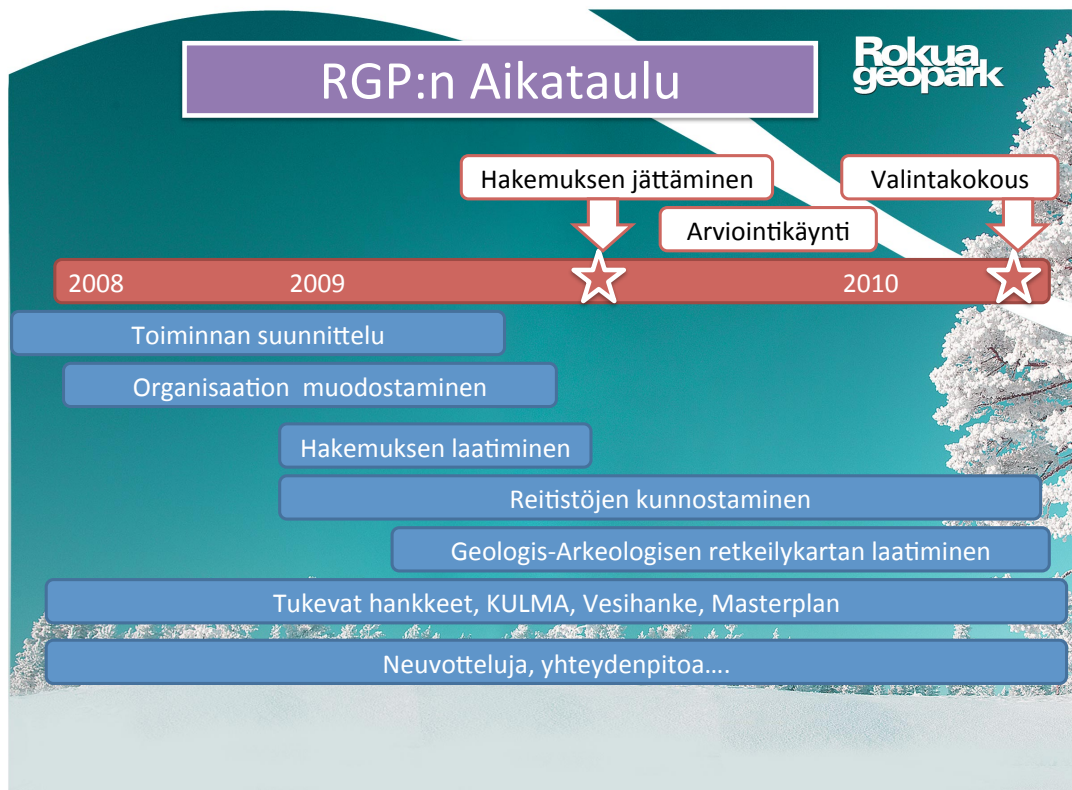 RGP:n Aikataulu
Rokua
geopark
Hakemuksen jättäminen
Valintakokous
Arviointikäynti
2008 2009 2010
Toiminnan suunnittelu
Organisaation muodostaminen
Hakemuksen laatiminen
Reitistöjen kunnostaminen
Geologis-Arkeologisen retkeilykartan laatiminen
Tukevat hankkeet, KULMA, Vesihanke, Masterplan
Neuvotteluja, yhteydenpitoa….